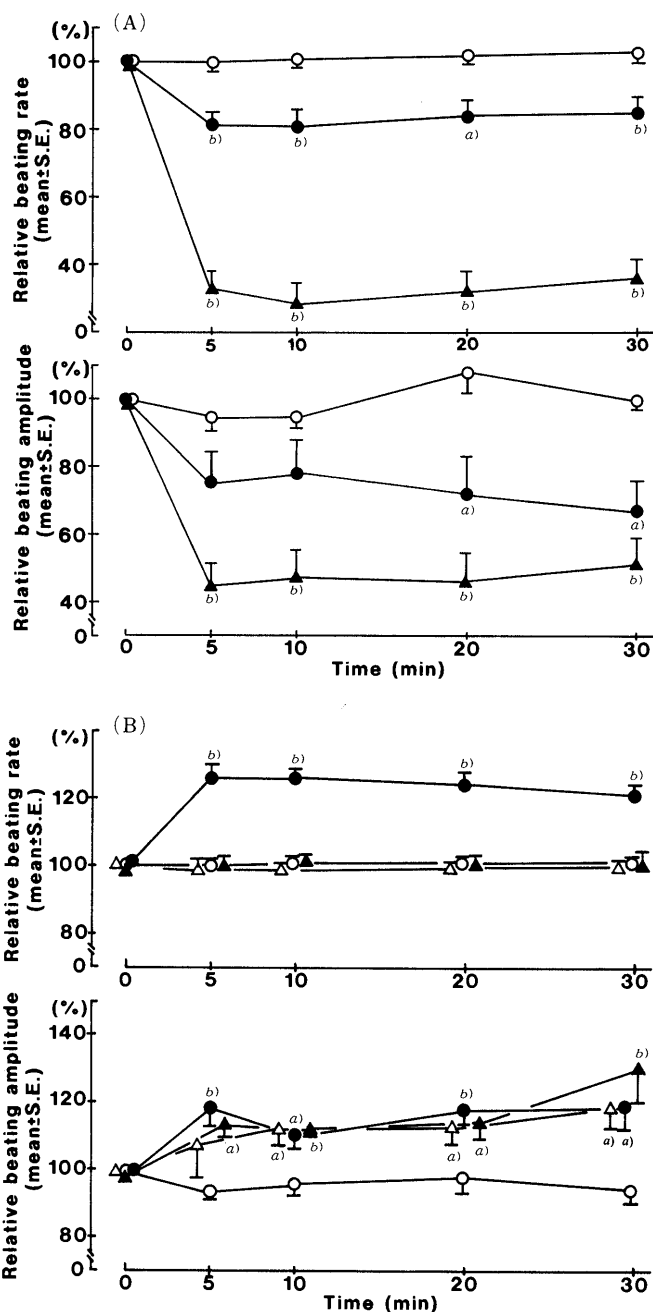 (A)
(%)
100
80
60
40
0
Relative beating rate
(mean±S.E.)
b)
b)
a)
b)
b)
b)
b)
b)
0
5
10
20
30
(%)
100
80
60
40
0
Relative beating amplitude
(mean±S.E.)
a)
a)
b)
b)
b)
b)
0
5
10
20
30
Time (min)
(B)
(%)
120
100
80
0
Relative beating rate
(mean±S.E.)
b)
b)
b)
b)
0
5
10
20
30
(%)
140
120
100
80
0
Relative beating amplitude
(mean±S.E.)
b)
a)
a)
a)
b)
b)
a)
a)
b)
a)
a)
0
5
10
20
30
Time (min)